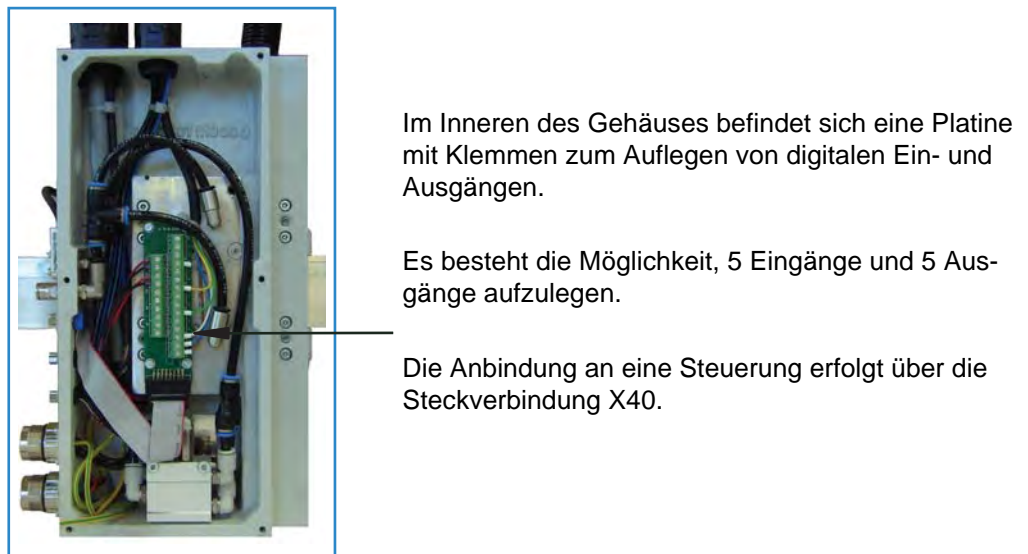 Im Inneren des Gehäuses befindet sich eine Platine
mit Klemmen zum Auflegen von digitalen Ein- und
Ausgängen.
Es besteht die Möglichkeit, 5 Eingänge und 5 Aus-
gänge aufzulegen.
Die Anbindung an eine Steuerung erfolgt über die
Steckverbindung X40.